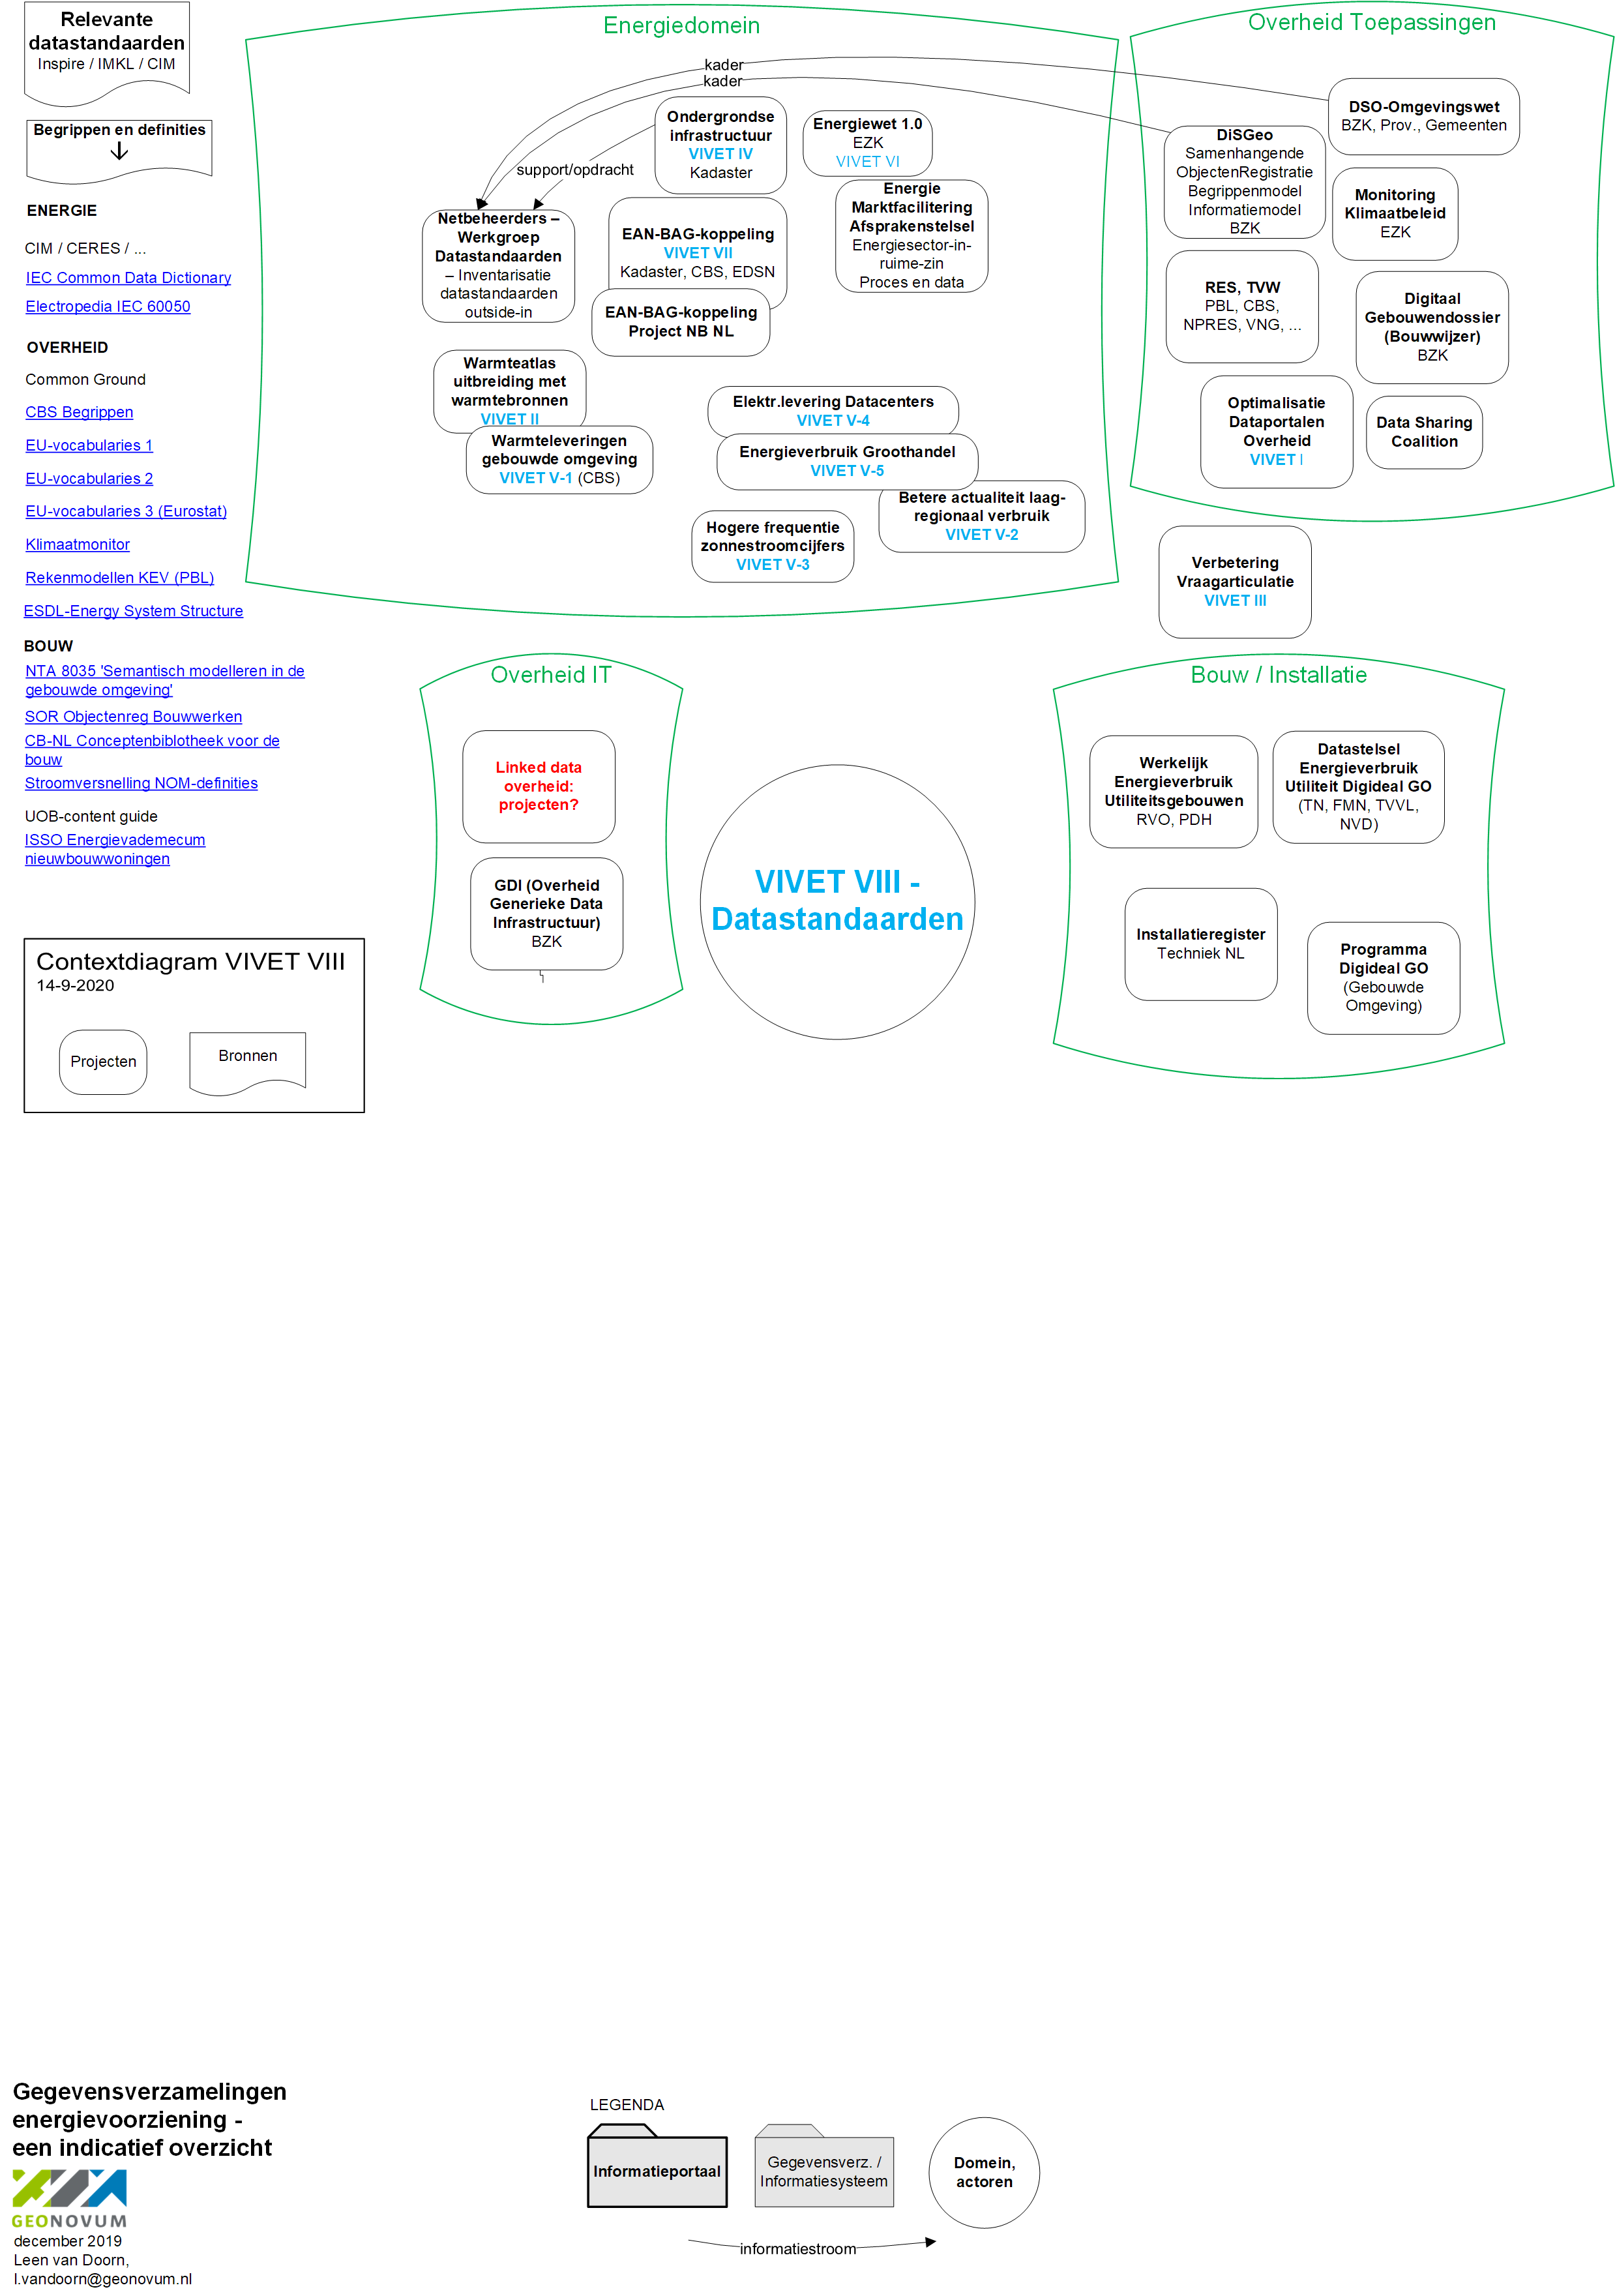 Relevante
datastandaarden
Inspire / IMKL / CIM
Begrippen en definities
ENERGIE
CIM / CERES / ...
IEC Common Data Dictionary
Electropedia IEC 60050
OVERHEID
Common Ground
CBS Begrippen
EU-vocabularies 1
EU-vocabularies 2
EU-vocabularies 3 (Eurostat)
Klimaatmonitor
Rekenmodellen KEV (PBL)
ESDL-Energy System Structure
BOUW
NTA 8035 'Semantisch modelleren in de
gebouwde omgeving'
SOR Objectenreg Bouwwerken
CB-NL Conceptenbiblotheek voor de
bouw
Stroomversnelling NOM-definities
UOB-content guide
ISSO Energievademecum
nieuwbouwwoningen
Contextdiagram VIVET VIII
14-9-2020
Projecten
Bronnen
Energiedomein
kader
kader
support/opdracht
Ondergrondse
infrastructuur
VIVET IV
Kadaster
Energiewet 1.0
EZK
VIVET VI
Netbeheerders –
Werkgroep
Datastandaarden
– Inventarisatie
datastandaarden
outside-in
EAN-BAG-koppeling
VIVET VII
Kadaster, CBS, EDSN
EAN-BAG-koppeling
Project NB NL
Energie
Marktfacilitering
Afsprakenstelsel
Energiesector-in-
ruime-zin
Proces en data
Warmteatlas
uitbreiding met
warmtebronnen
VIVET II
Warmteleveringen
gebouwde omgeving
VIVET V-1 (CBS)
Elektr.levering Datacenters
VIVET V-4
Energieverbruik Groothandel
VIVET V-5
Betere actualiteit laag-
regionaal verbruik
VIVET V-2
Hogere frequentie
zonnestroomcijfers
VIVET V-3
Overheid Toepassingen
DSO-Omgevingswet
BZK, Prov., Gemeenten
DiSGeo
Samenhangende
ObjectenRegistratie
Begrippenmodel
Informatiemodel
BZK
Monitoring
Klimaatbeleid
EZK
RES, TVW
PBL, CBS,
NPRES, VNG, ...
Digitaal
Gebouwendossier
(Bouwwijzer)
BZK
Optimalisatie
Dataportalen
Overheid
VIVET I
Data Sharing
Coalition
Verbetering
Vraagarticulatie
VIVET III
Overheid IT
Linked data
overheid:
projecten?
GDI (Overheid
Generieke Data
Infrastructuur)
BZK
VIVET VIII -
Datastandaarden
Bouw / Installatie
Werkelijk
Energieverbruik
Utiliteitsgebouwen
RVO, PDH
Datastelsel
Energieverbruik
Utiliteit Digideal GO
(TN, FMN, TVVL,
NVD)
Installatieregister
Techniek NL
Programma
Digideal GO
(Gebouwde
Omgeving)
Gegevensverzamelingen
energievoorziening -
een indicatief overzicht
GEONOVUM
december 2019
Leen van Doorn,
l.vandoorn@geonovum.nl
LEGENDA
Informatieportaal
Gegevensverz. /
Informatiesysteem
Domein,
actoren
informatiestroom